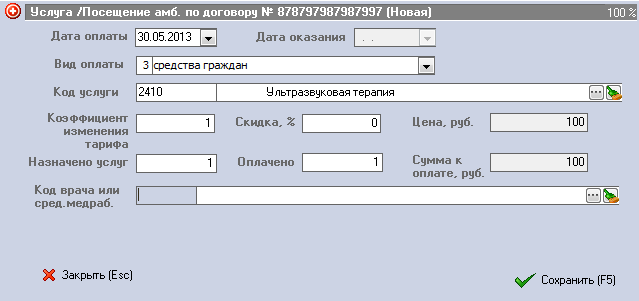 Услуга /Посещение амб. по договору № 878797987987997 (Новая) 100 %
Дата оплаты 30.05.2013 Дата оказания . .
Вид оплаты 3 средства граждан
Код услуги 2410 Ультразвуковая терапия ...
Коэффициент изменения тарифа 1 Скидка, % 0 Цена, руб. 100
Назначено услуг 1 Оплачено 1 Сумма к оплате, руб. 100
Код врача или сред.медраб. ...
Закрыть (Esc) Сохранить (F5)